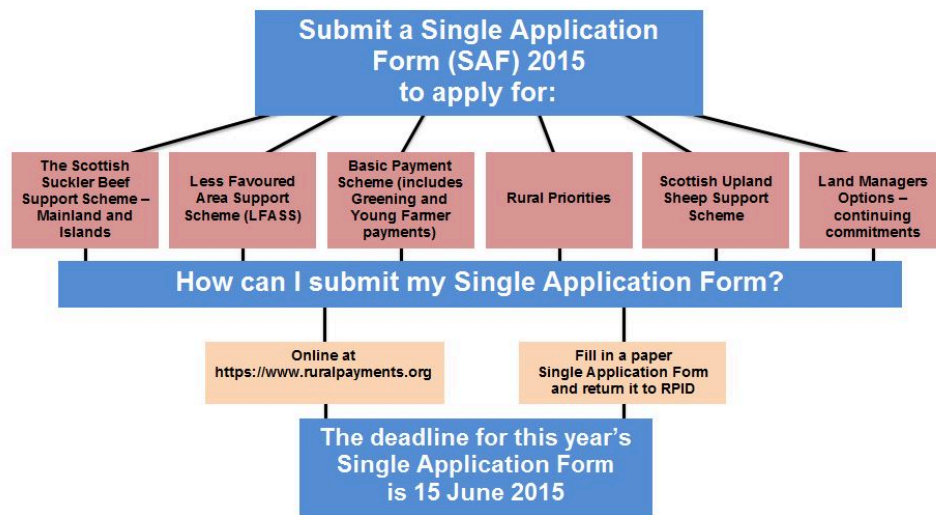 Submit a Single Application
Form (SAF) 2015
to apply for:
The Scottish
Suckler Beef
Support Scheme –
Mainland and
Islands
Less Favoured
Area Support
Scheme (LFASS)
Basic Payment
Scheme (includes
Greening and
Young Farmer
payments)
Rural Priorities
Scottish Upland
Sheep Support
Scheme
Land Managers
Options –
continuing
commitments
How can I submit my Single Application Form?
Online at
https://www.ruralpayments.org
Fill in a paper
Single Application Form
and return it to RPID
The deadline for this year's
Single Application Form
is 15 June 2015